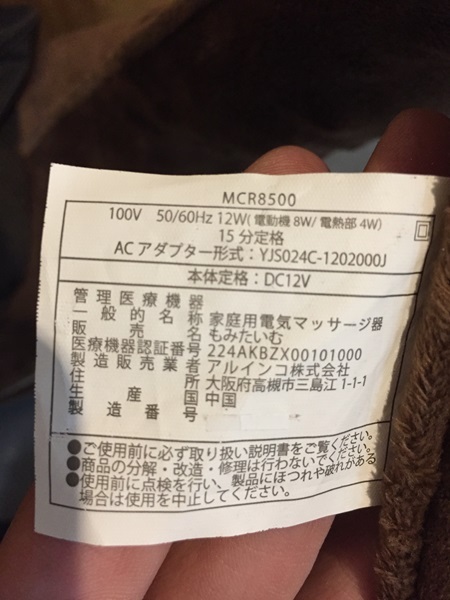 MCR8500
100V 50/60Hz 12W(電動機 8W/電熱部 4W)
15分定格
ACアダプター形式：YJS024C-1202000J
本体定格：DC12V
管理医療機器
一般的名称 家庭用電気マッサージ器
販売名 もみたいむ
医療機器認証番号 224AKBZX00101000
製造販売業者 アルインコ株式会社
住所 大阪府高槻市三島江 1-1-1
生産国 中国
製造番号
●ご使用前に必ず取り扱い説明書をご覧ください。
●商品の分解・改造・修理は行わないでください。
●使用前に点検を行い、製品にほつれや破れがある
場合は使用を中止してください。